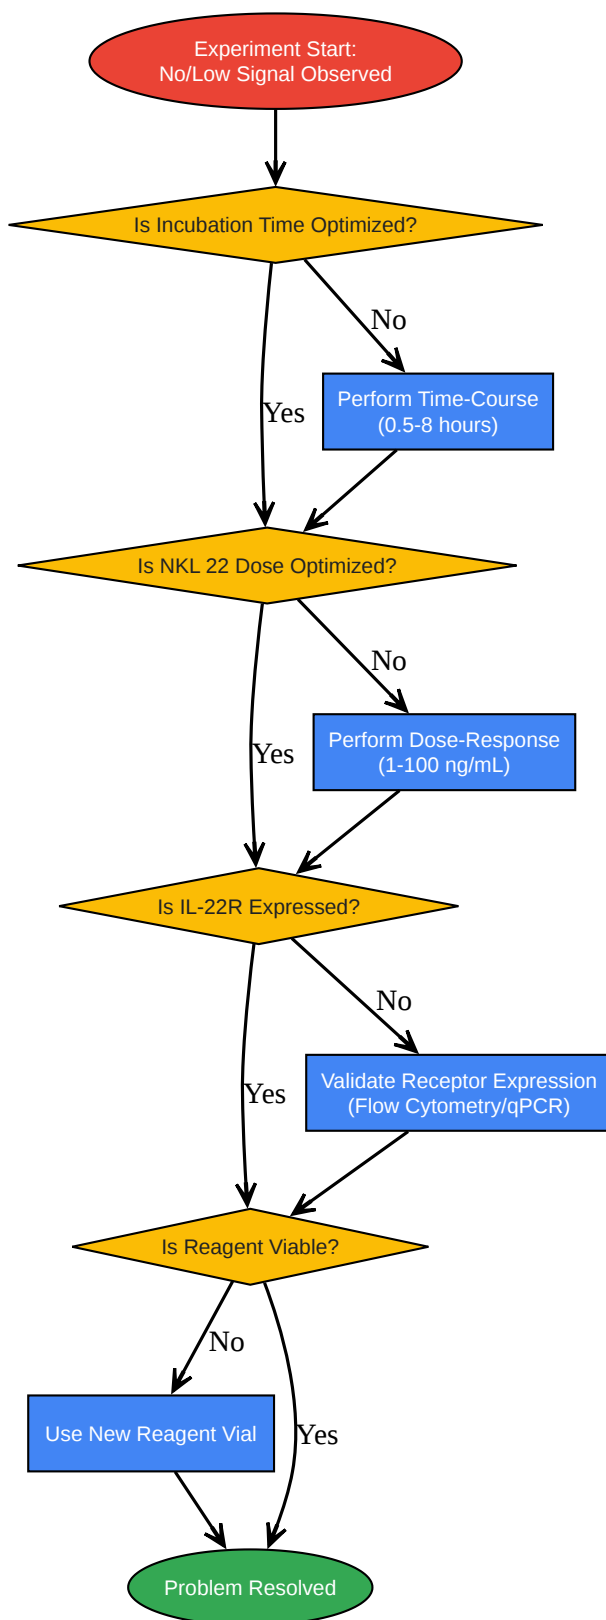 Experiment Start:
No/Low Signal Observed
Is Incubation Time Optimized?
No
Perform Time-Course
(0.5-8 hours)
Yes
Is NKL 22 Dose Optimized?
No
Perform Dose-Response
(1-100 ng/mL)
Yes
Is IL-22R Expressed?
No
Validate Receptor Expression
(Flow Cytometry/qPCR)
Yes
Is Reagent Viable?
No
Use New Reagent Vial
Yes
Problem Resolved